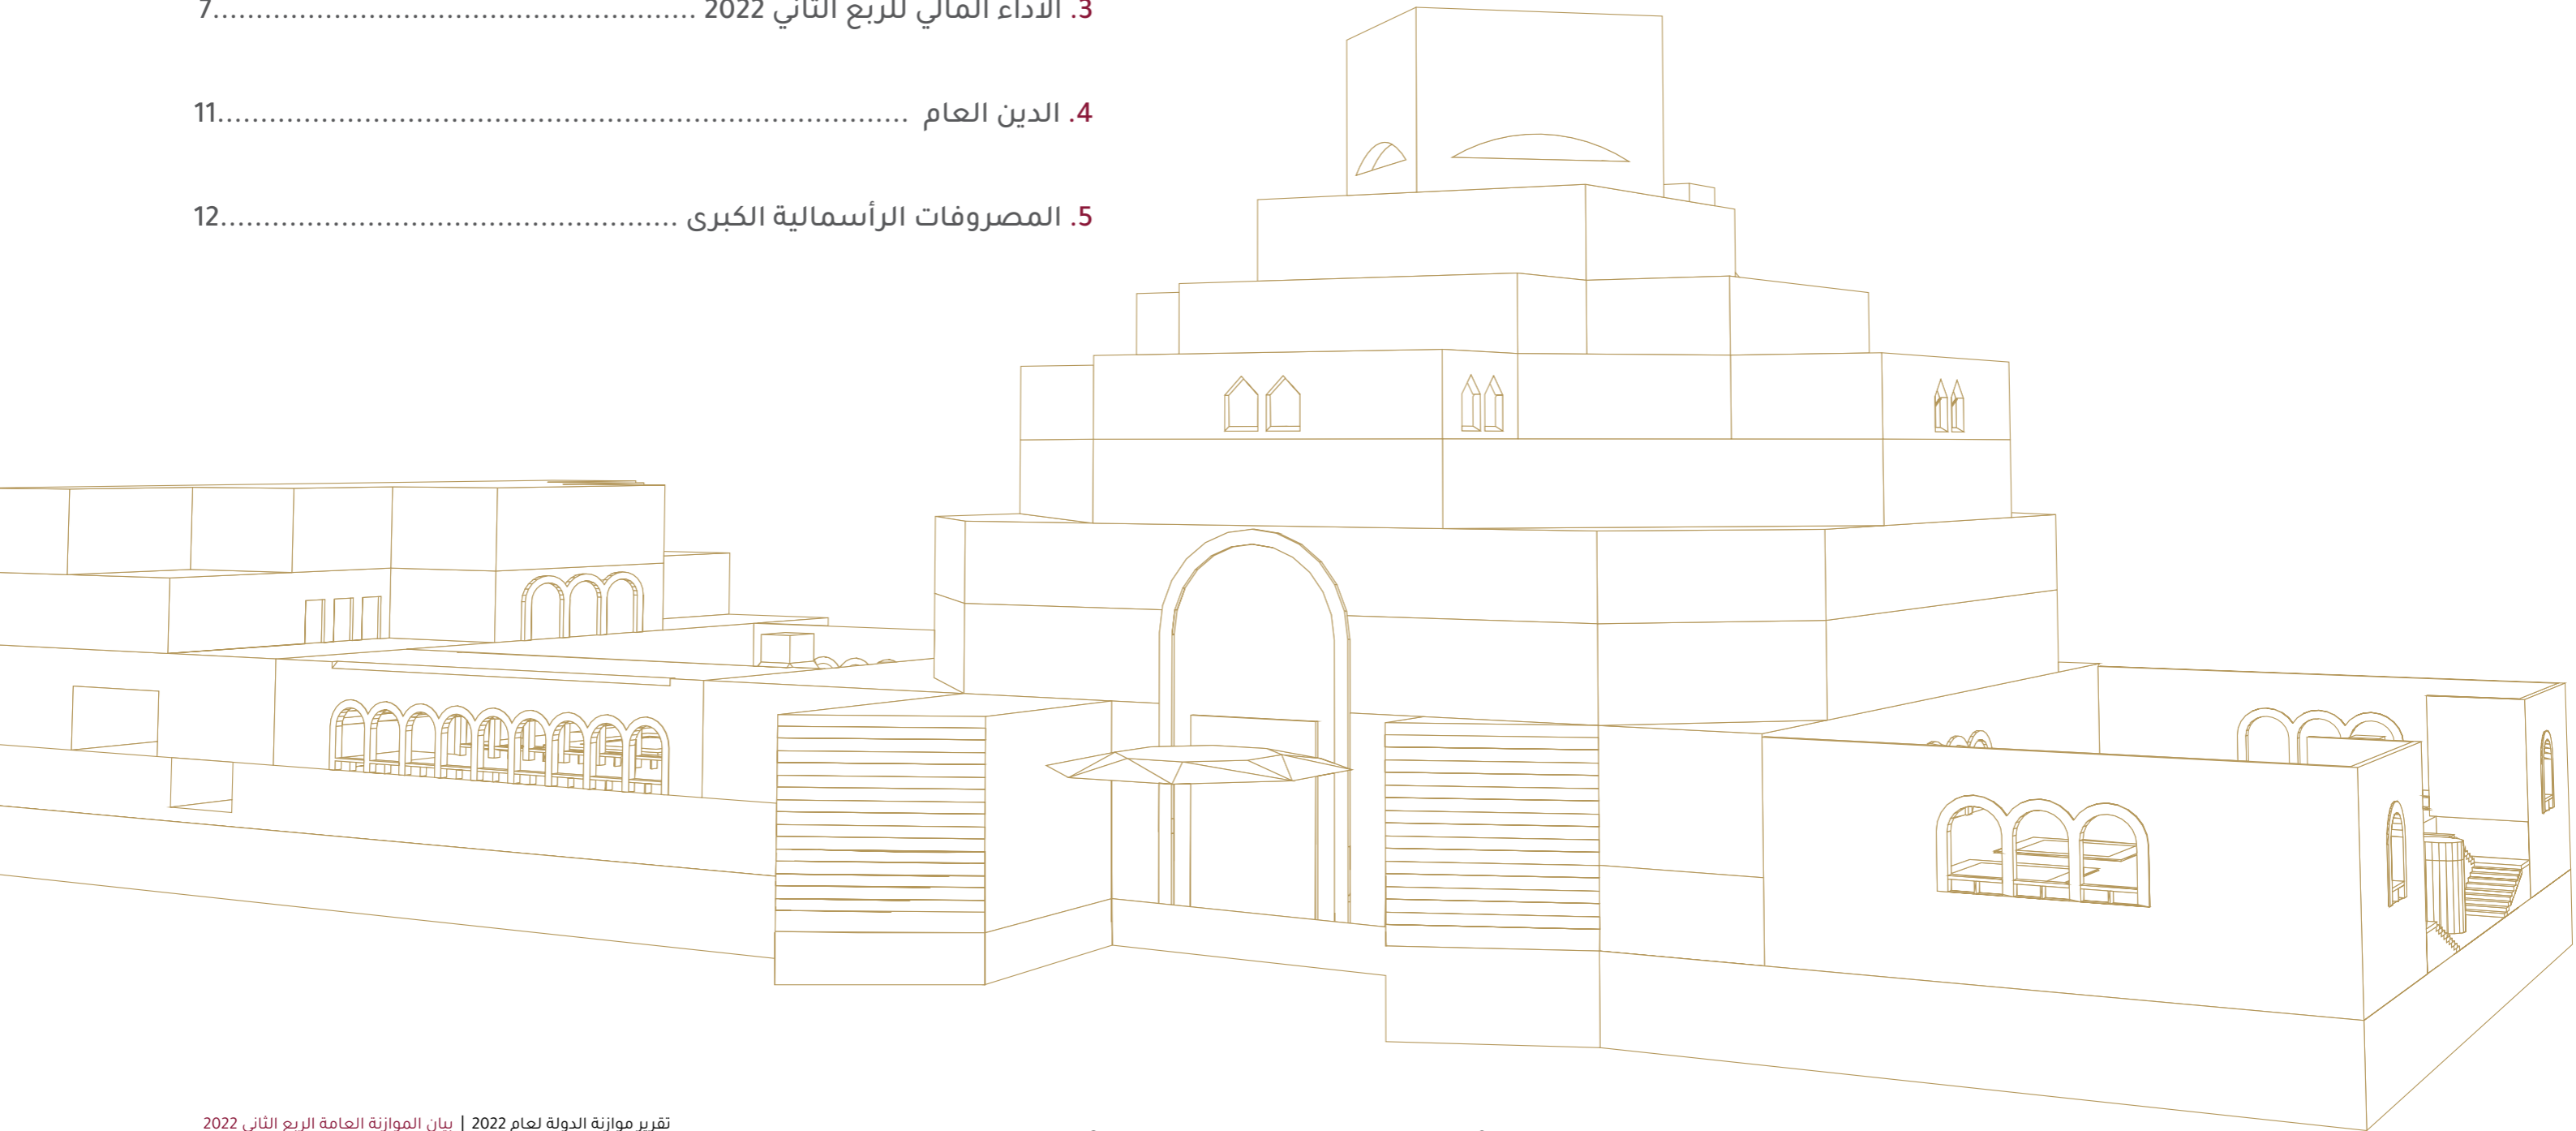 3. الأداء المالي للربع الثاني 2022 ........................................................7
4. الدين العام ................................................................................11
5. المصروفات الرأسمالية الكبرى .....................................................12
تقرير موازنة الدولة لعام 2022 | بيان الموازنة العامة الربع الثاني 2022